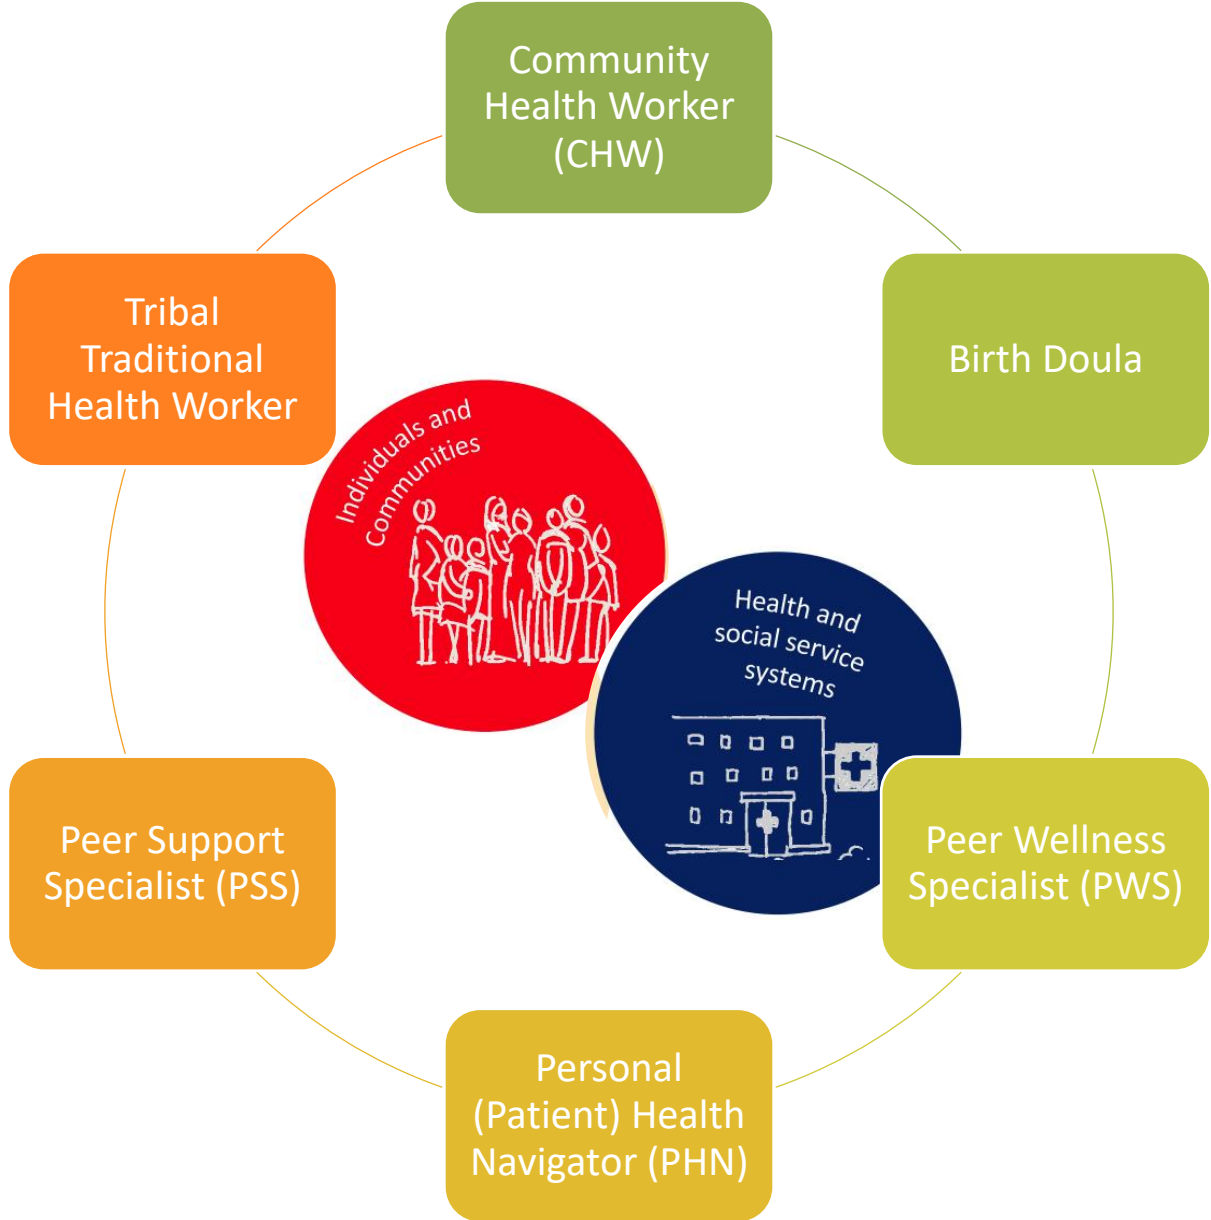 Community
Health Worker
(CHW)
Birth Doula
Tribal
Traditional
Health Worker
Individuals and
Communities
Health and
social service
systems
Peer Support
Specialist (PSS)
Peer Wellness
Specialist (PWS)
Personal
(Patient) Health
Navigator (PHN)